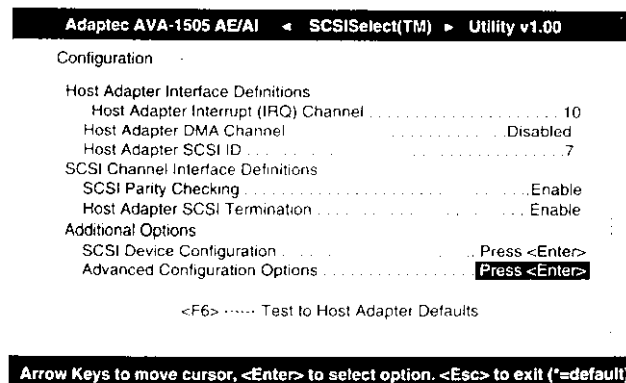 Adaptec AVA-1505 AE/AI ◄ SCSISelect(TM) ► Utility v1.00
Configuration
Host Adapter Interface Definitions
Host Adapter Interrupt (IRQ) Channel ........................ 10
Host Adapter DMA Channel ............ Disabled
Host Adapter SCSI ID ........................ 7
SCSI Channel Interface Definitions
SCSI Parity Checking ........................ Enable
Host Adapter SCSI Termination ........................ Enable
Additional Options
SCSI Device Configuration ............ Press <Enter>
Advanced Configuration Options ........................ Press <Enter>
<F6> ...... Test to Host Adapter Defaults
Arrow Keys to move cursor, <Enter> to select option. <Esc> to exit (*=default)